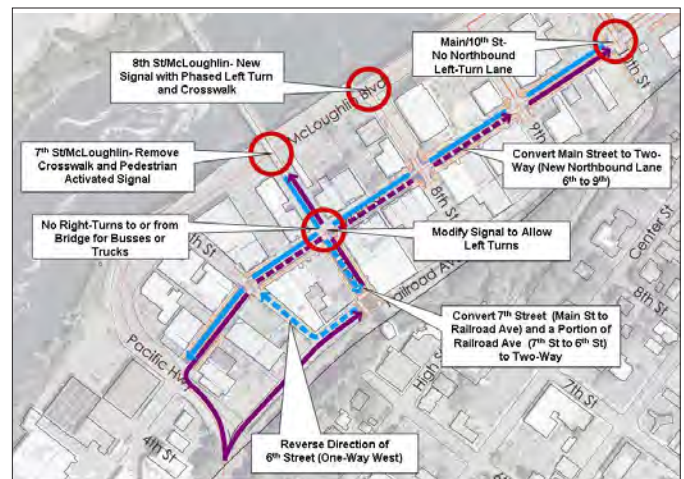 Main/10th St-
No Northbound
Left-Turn Lane
8th St/McLoughlin- New
Signal with Phased Left Turn
and Crosswalk
McLoughlin Blvd
9th
7th St/McLoughlin- Remove
Crosswalk and Pedestrian
Activated Signal
Convert Main Street to Two-
Way (New Northbound Lane
6th to 9th)
8th St
Center St
No Right-Turns to or from
Bridge for Busses or
Trucks
Modify Signal to Allow
Left Turns
8th St
Railroad Av
Convert 7th Street (Main St to
Railroad Ave) and a Portion of
Railroad Ave (7th St to 6th St)
to Two-Way
Pacific Hwy
High St
7th St
4th St
Reverse Direction of
6th Street (One-Way West)